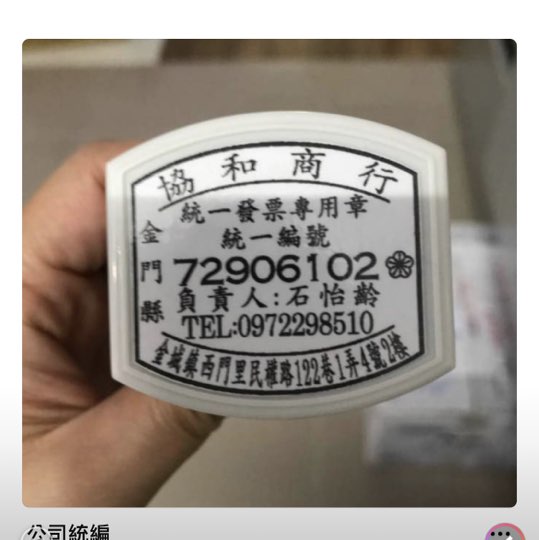 協和商行
統一發票專用章
統一編號
金門縣
72906102
負責人:石怡齡
TEL:0972298510
金城鎮西門里民權路122巷1弄4號2樓
公司統編